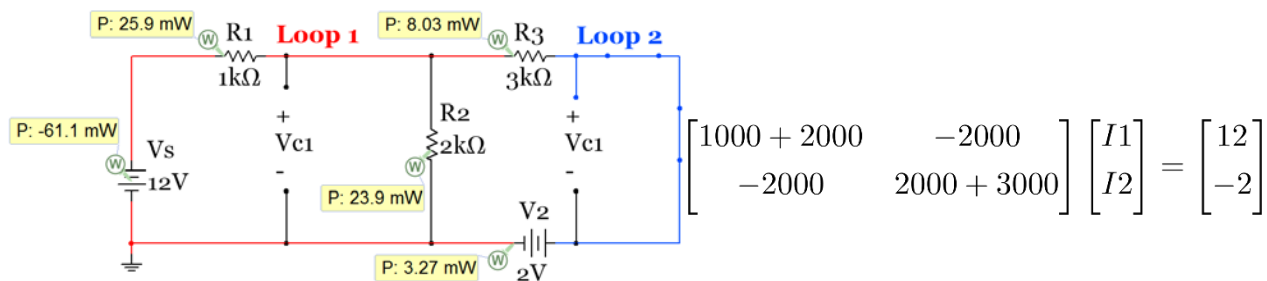 P: 25.9 mW
R1
Loop 1
P: 8.03 mW
R3
Loop 2
W
W
1kΩ
3kΩ
+
Vc1
-
R2
2kΩ
+
Vc1
-
P: -61.1 mW
W
Vs
12V
W
P: 23.9 mW
V2
W
2V
P: 3.27 mW
[1000 + 2000 −2000] [I1] = [12]
[−2000 2000 + 3000] [I2] [−2]